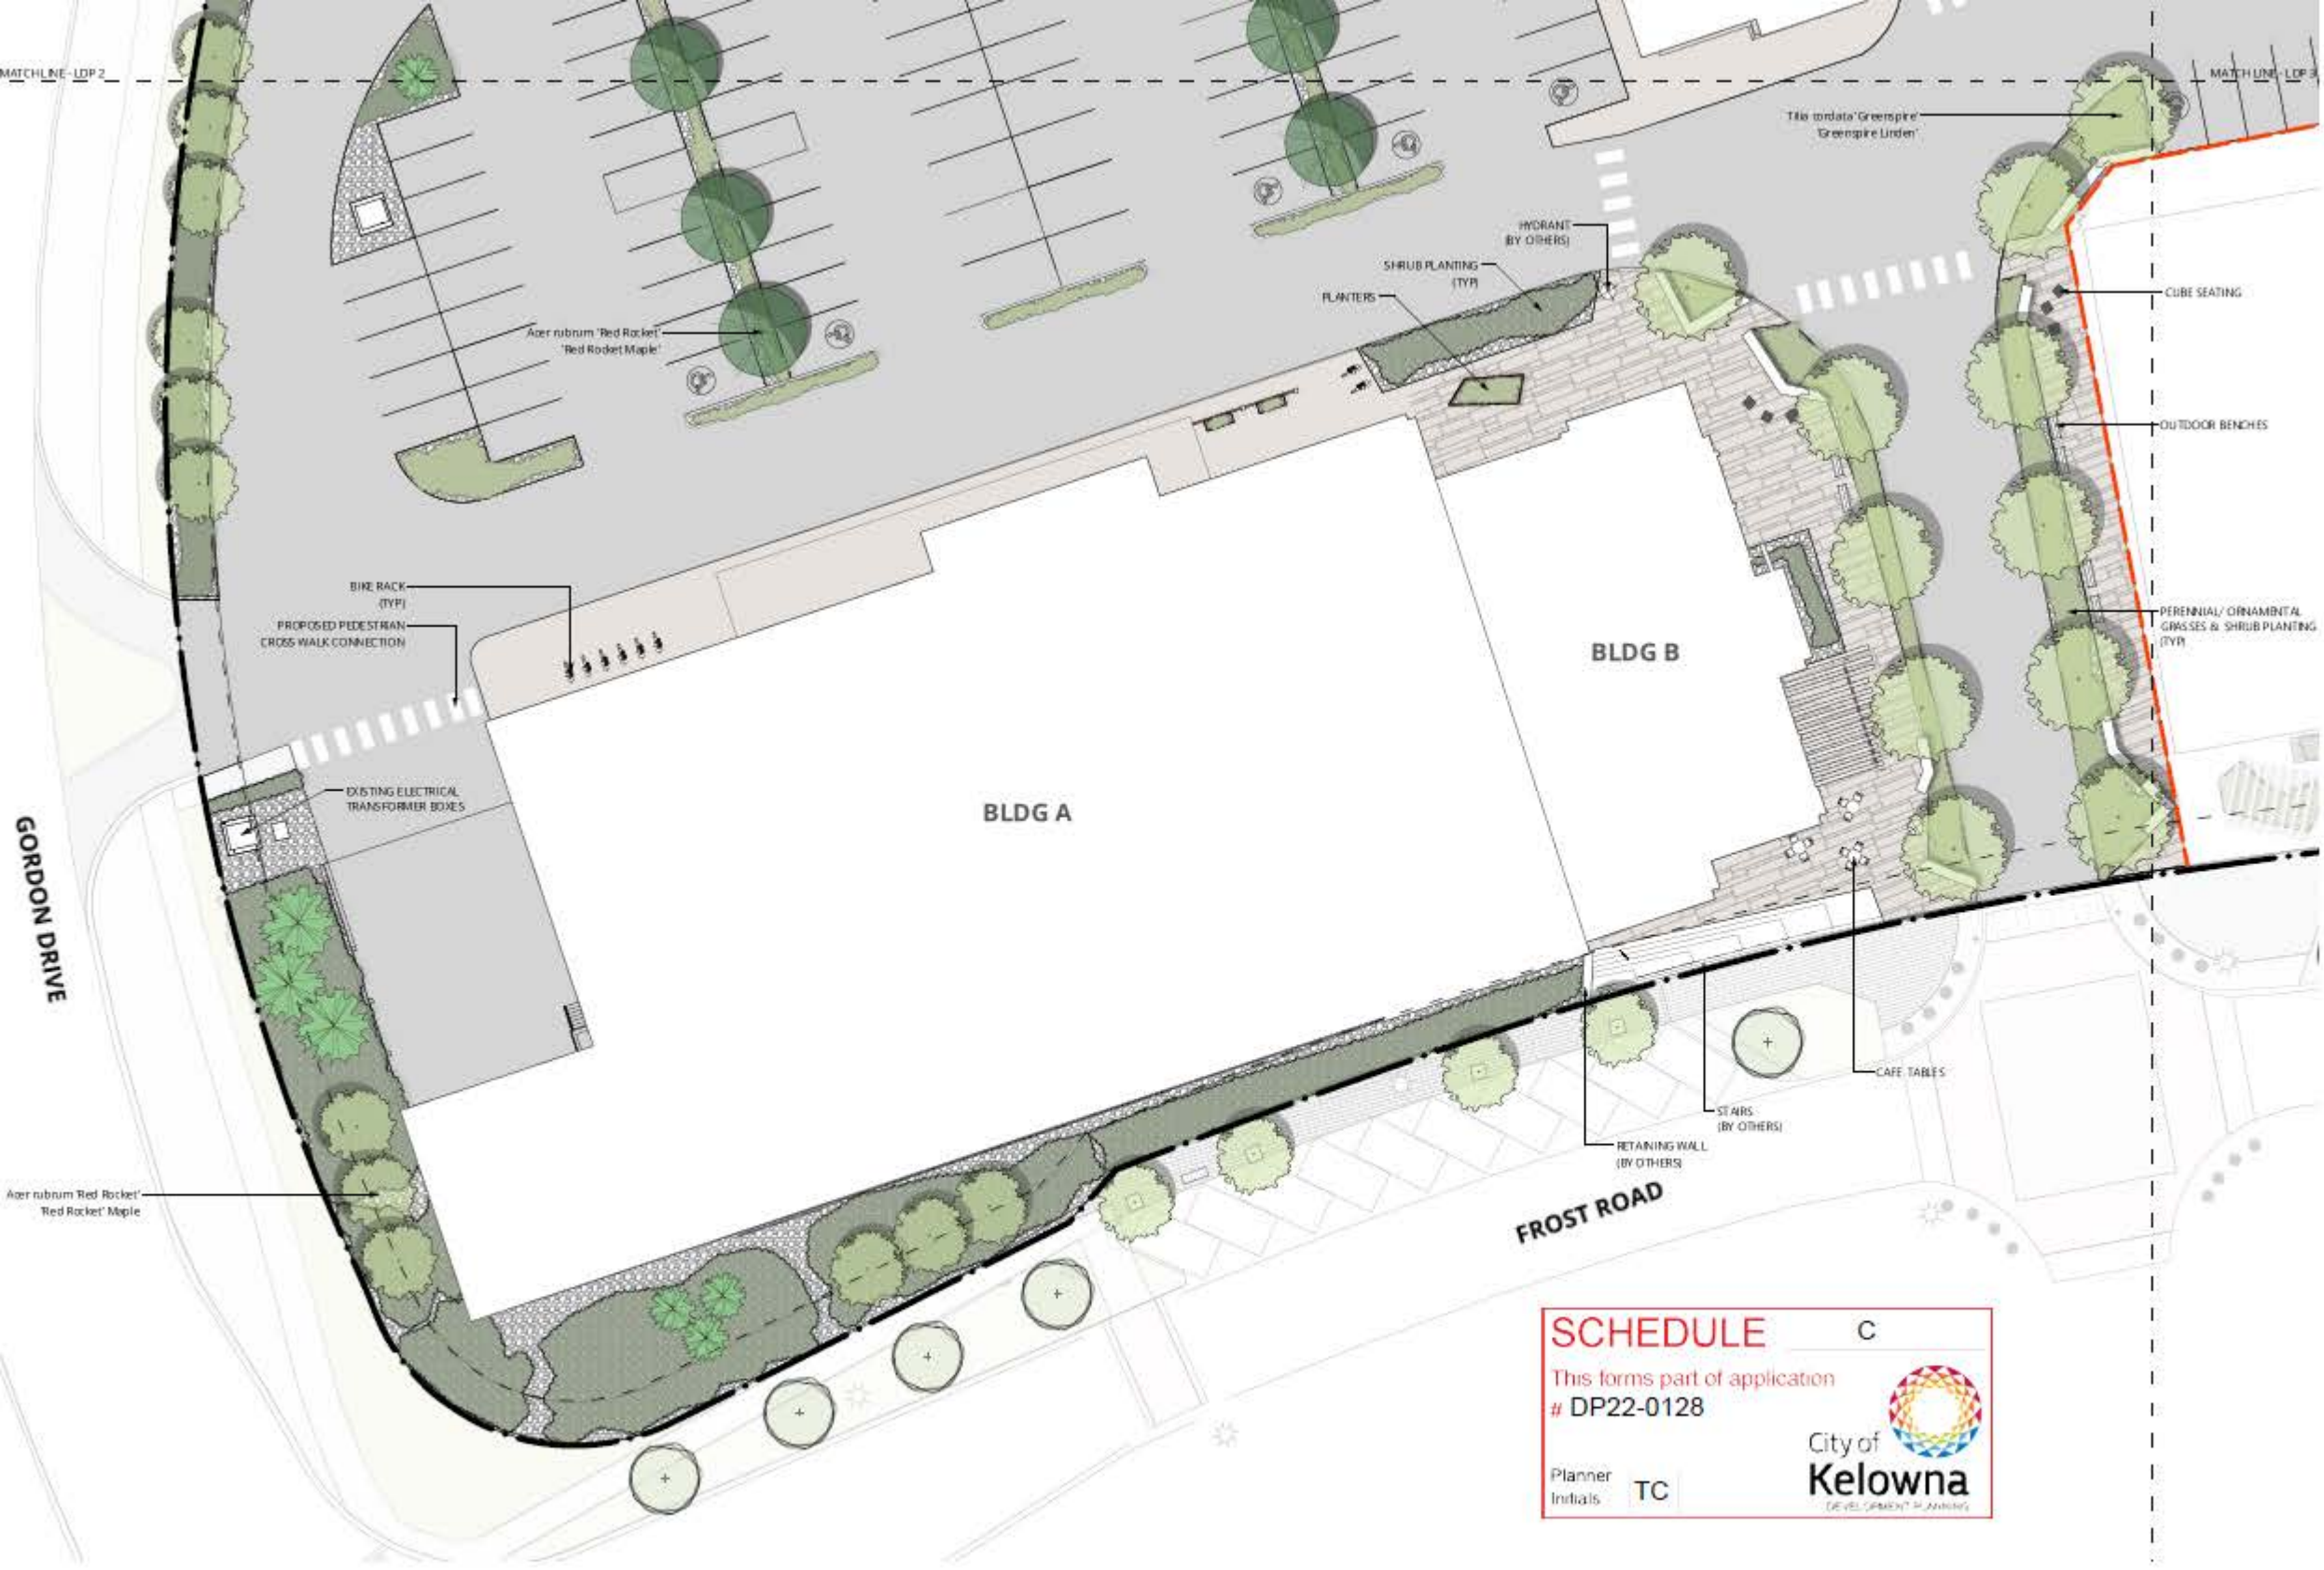 MATCHLINE - LDP 2
MATCH LINE - LDP 3
Tilia cordata 'Greenspire'
'Greenspire Linden'
HYDRANT
(BY OTHERS)
SHRUB PLANTING
(TYP)
PLANTERS
CUBE SEATING
Acer rubrum 'Red Rocket'
'Red Rocket Maple'
OUTDOOR BENCHES
BIKE RACK
(TYP)
PROPOSED PEDESTRIAN
CROSS WALK CONNECTION
PERENNIAL/ ORNAMENTAL
GRASSES & SHRUB PLANTING
(TYP)
BLDG B
EXISTING ELECTRICAL
TRANSFORMER BOXES
BLDG A
GORDON DRIVE
CAFE TABLES
STAIRS
(BY OTHERS)
RETAINING WALL
(BY OTHERS)
Acer rubrum 'Red Rocket'
'Red Rocket' Maple
FROST ROAD
SCHEDULE C
This forms part of application
# DP22-0128
City of
Kelowna
DEVELOPMENT PLANNING
Planner
Initials TC